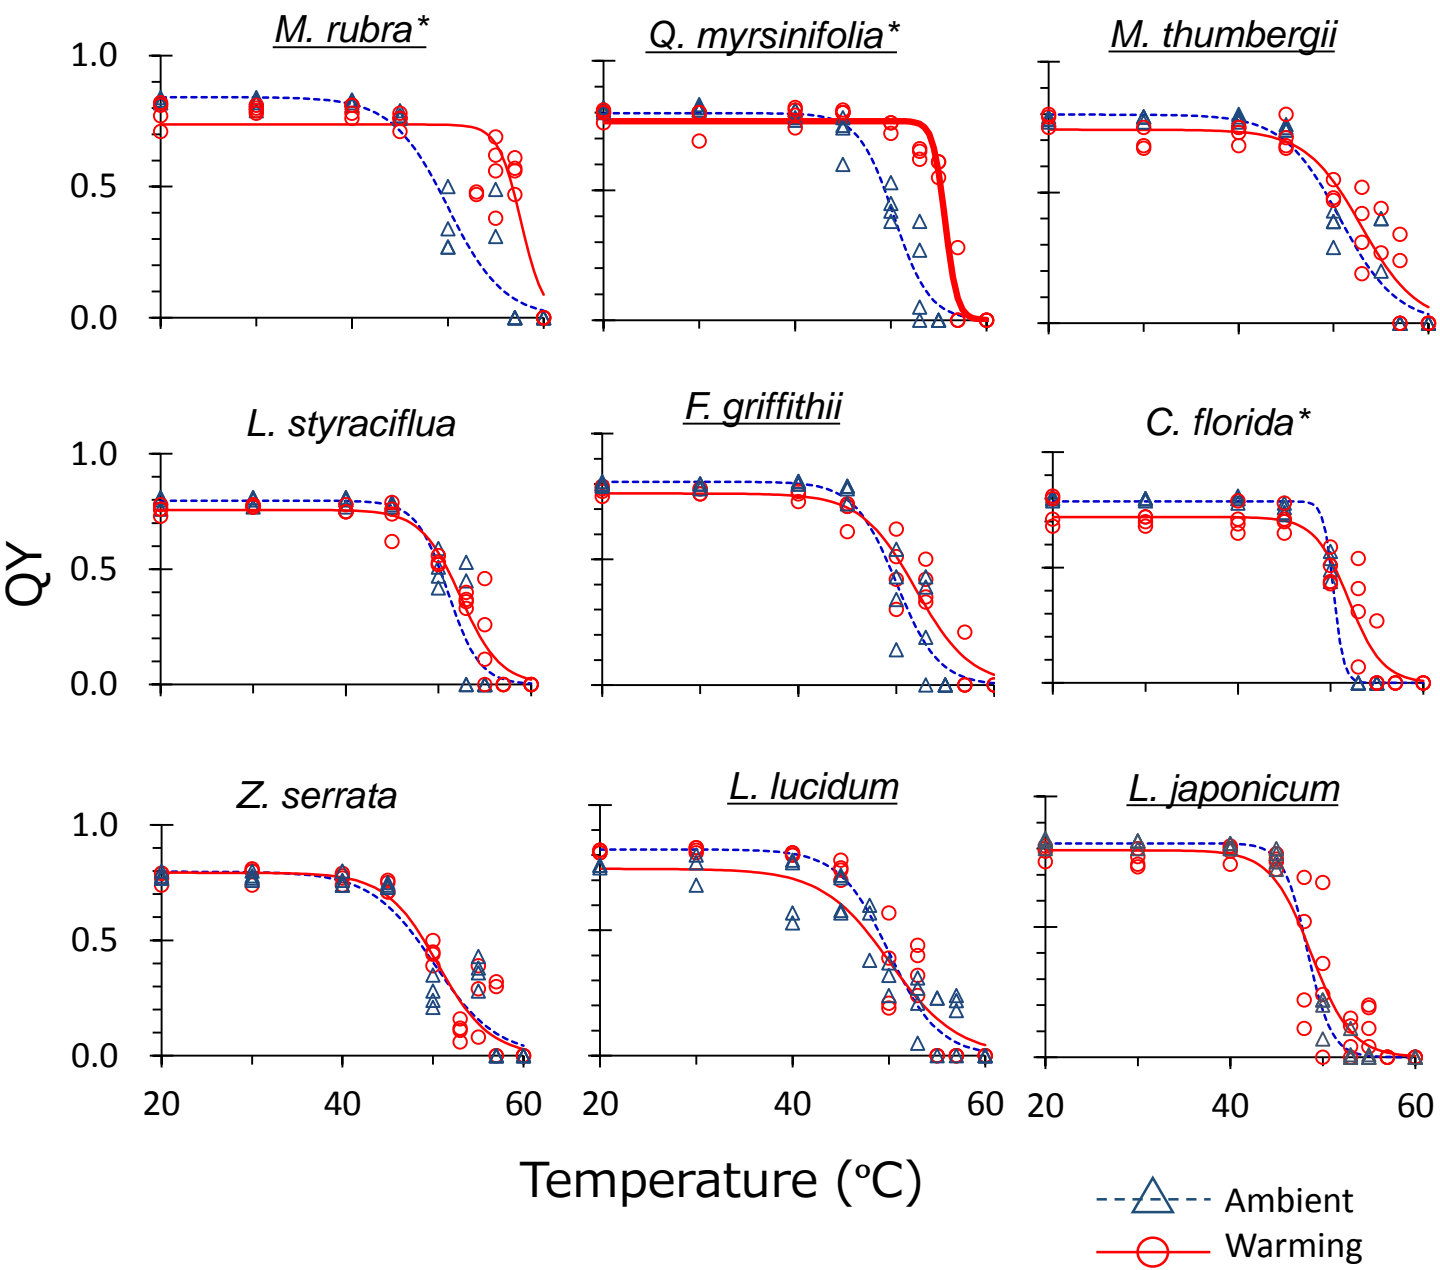 M. rubra*
Q. myrsinifolia*
M. thumbergii
1.0
0.5
0.0
L. styraciflua
F. griffithii
C. florida*
1.0
0.5
0.0
QY
Z. serrata
L. lucidum
L. japonicum
1.0
0.5
0.0
20 40 60 20 40 60 20 40 60
Temperature (°C)
Ambient
Warming